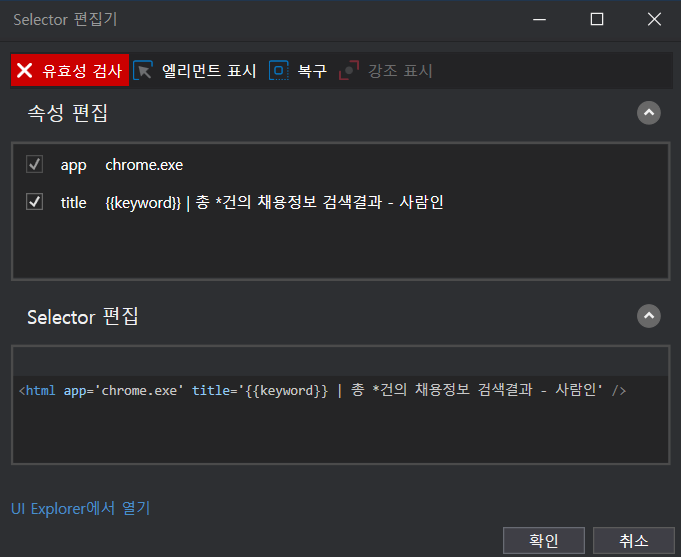 Selector 편집기
유효성 검사 엘리먼트 표시 복구 강조 표시
속성 편집
app chrome.exe
title {{keyword}} | 총 *건의 채용정보 검색결과 - 사람인
Selector 편집
<html app='chrome.exe' title='{{keyword}} | 총 *건의 채용정보 검색결과 - 사람인' />
UI Explorer에서 열기
확인 취소